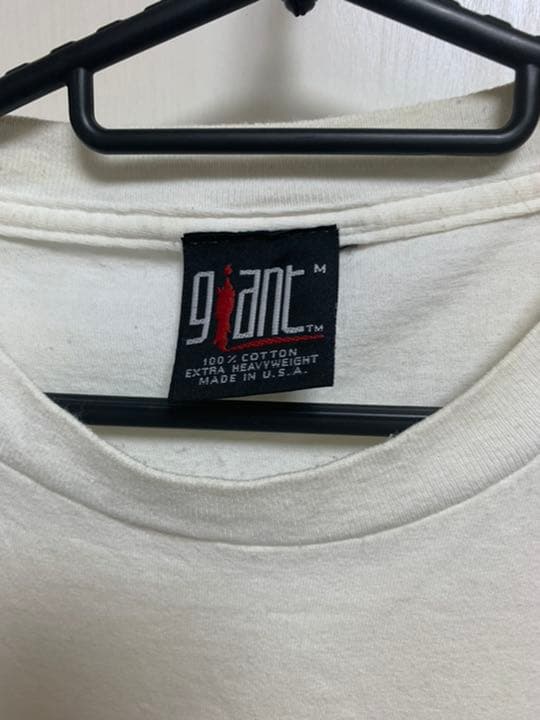 giant M
TM
100% COTTON
EXTRA HEAVYWEIGHT
MADE IN U.S.A.